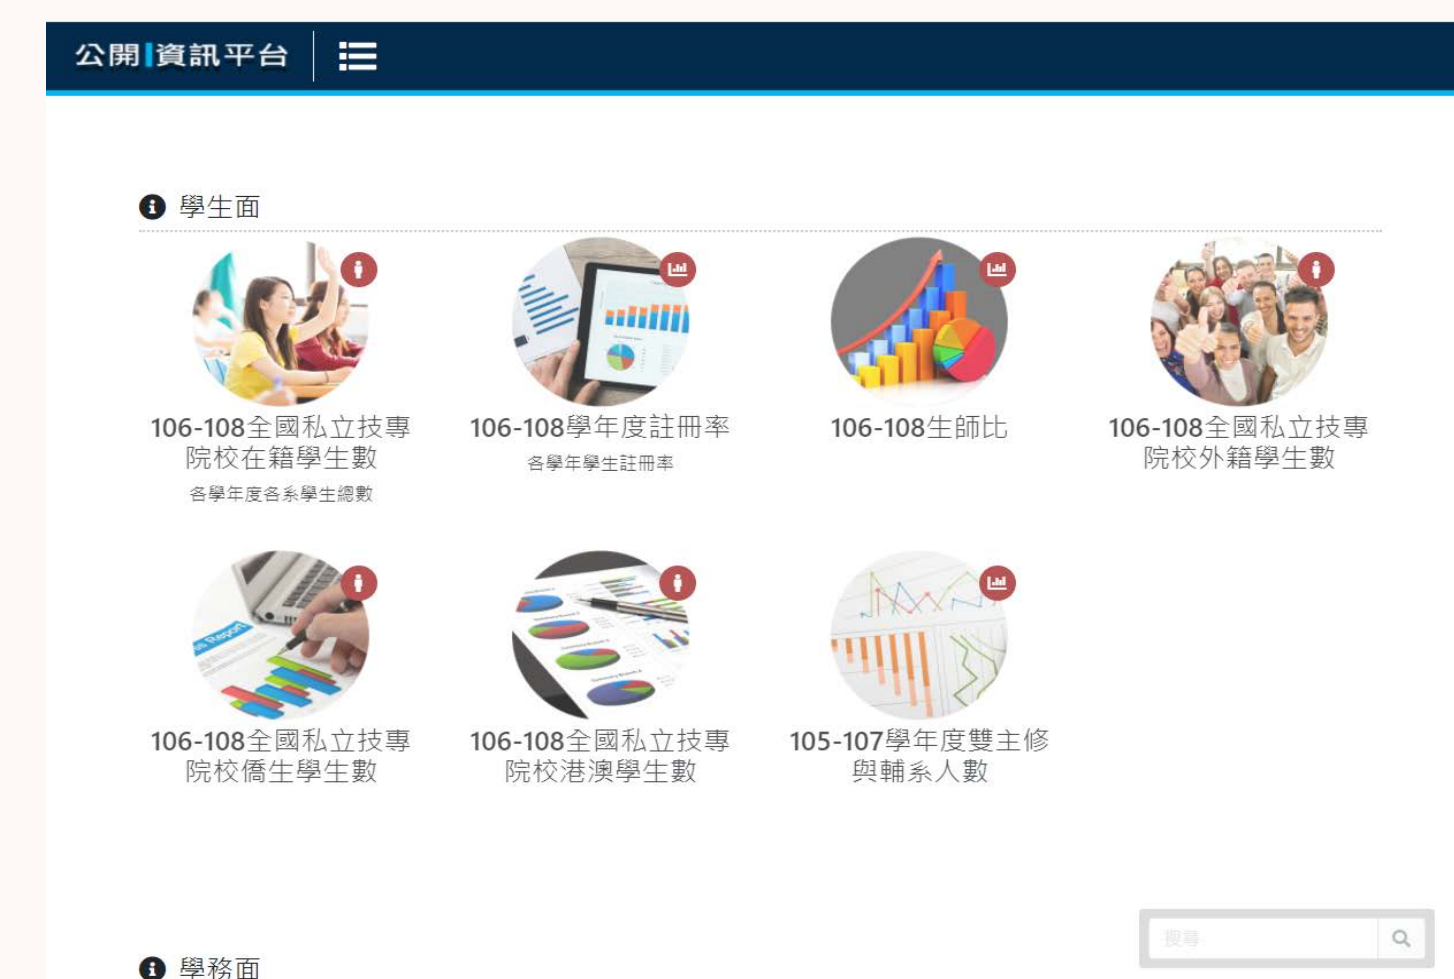 公開資訊平台
學生面
106-108全國私立技專
院校在籍學生數
各學年度各系學生總數
106-108學年度註冊率
各學年學生註冊率
106-108生師比
106-108全國私立技專
院校外籍學生數
106-108全國私立技專
院校僑生學生數
106-108全國私立技專
院校港澳學生數
105-107學年度雙主修
與輔系人數
搜尋
學務面